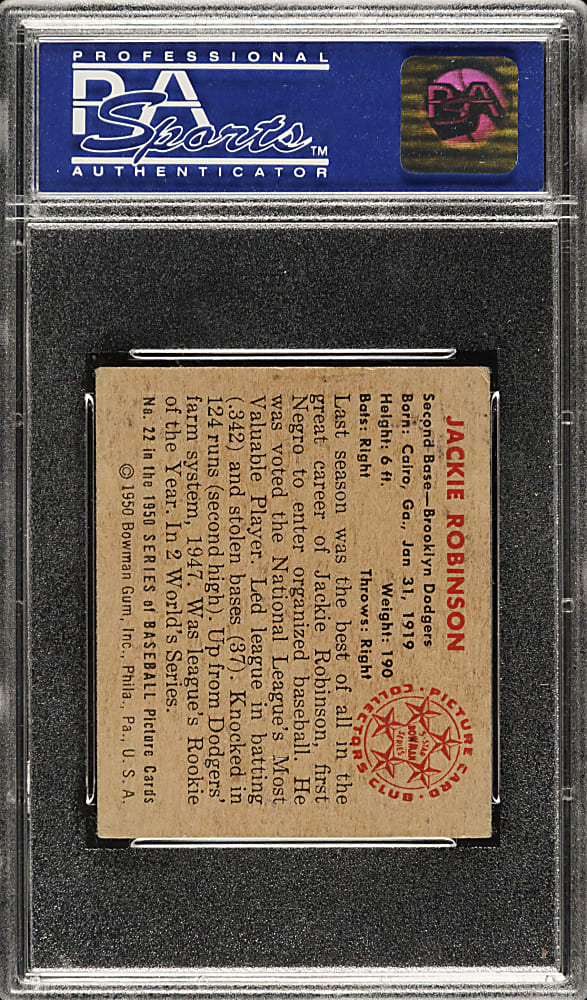 PROFESSIONAL
PSA
Sports™
AUTHENTICATOR
PSA
JACKIE ROBINSON
Second Base—Brooklyn Dodgers
Born: Cairo, Ga., Jan 31, 1919
Height: 6 ft. Weight: 190
Bats: Right Throws: Right
Last season was the best of all in the
great career of Jackie Robinson, first
Negro to enter organized baseball. He
was voted the National League's Most
Valuable Player. Led league in batting
(.342) and stolen bases (37). Knocked in
124 runs (second high). Up from Dodgers'
farm system, 1947. Was league's Rookie
of the Year. In 2 World's Series.
No. 22 in the 1950 SERIES of BASEBALL Picture Cards
© 1950 Bowman Gum, Inc., Phila., Pa., U. S. A.
PICTURE CARD
COLLECTORS CLUB
5-STAR
BOWMAN
SERIES